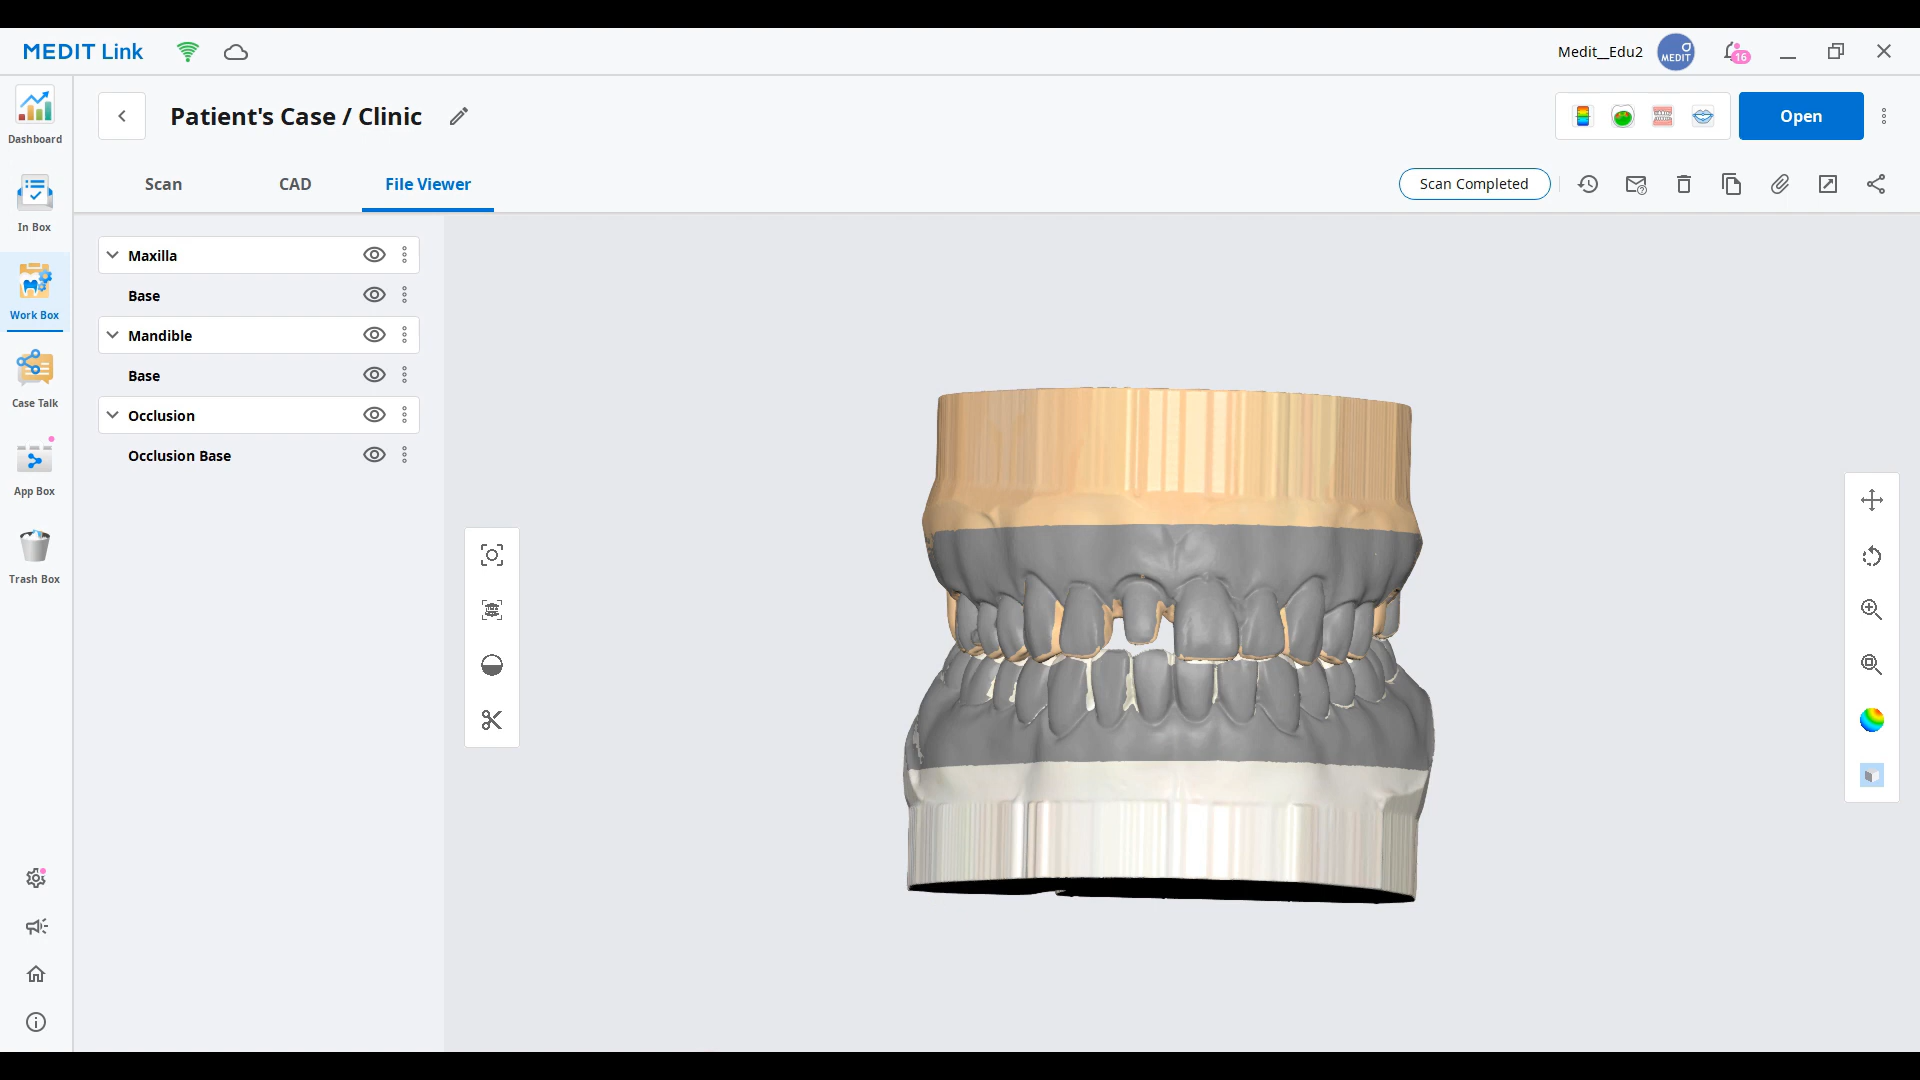 MEDIT Link
Medit__Edu2
MEDIT
16
Dashboard
In Box
Work Box
Case Talk
App Box
Trash Box
Patient's Case / Clinic
Open
Scan
CAD
File Viewer
Scan Completed
Maxilla
Base
Mandible
Base
Occlusion
Occlusion Base